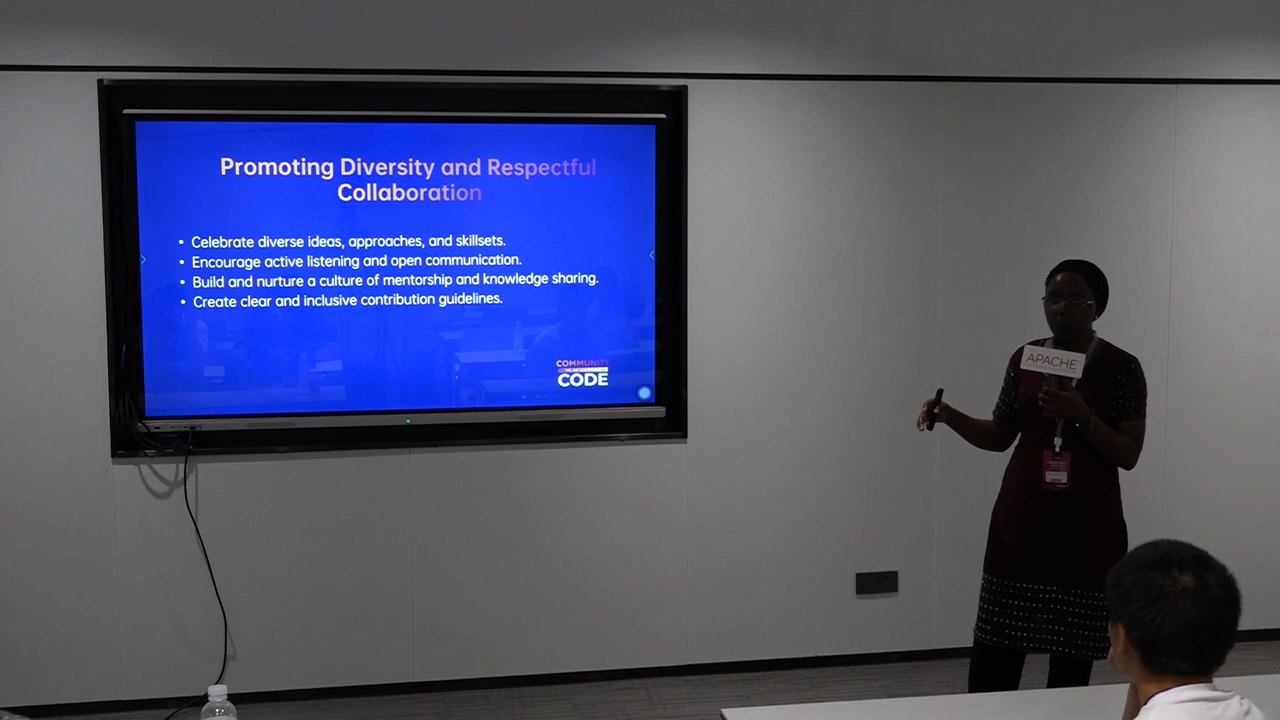 Promoting Diversity and Respectful
Collaboration
• Celebrate diverse ideas, approaches, and skillsets.
• Encourage active listening and open communication.
• Build and nurture a culture of mentorship and knowledge sharing.
• Create clear and inclusive contribution guidelines.
COMMUNITY
CODE
APACHE